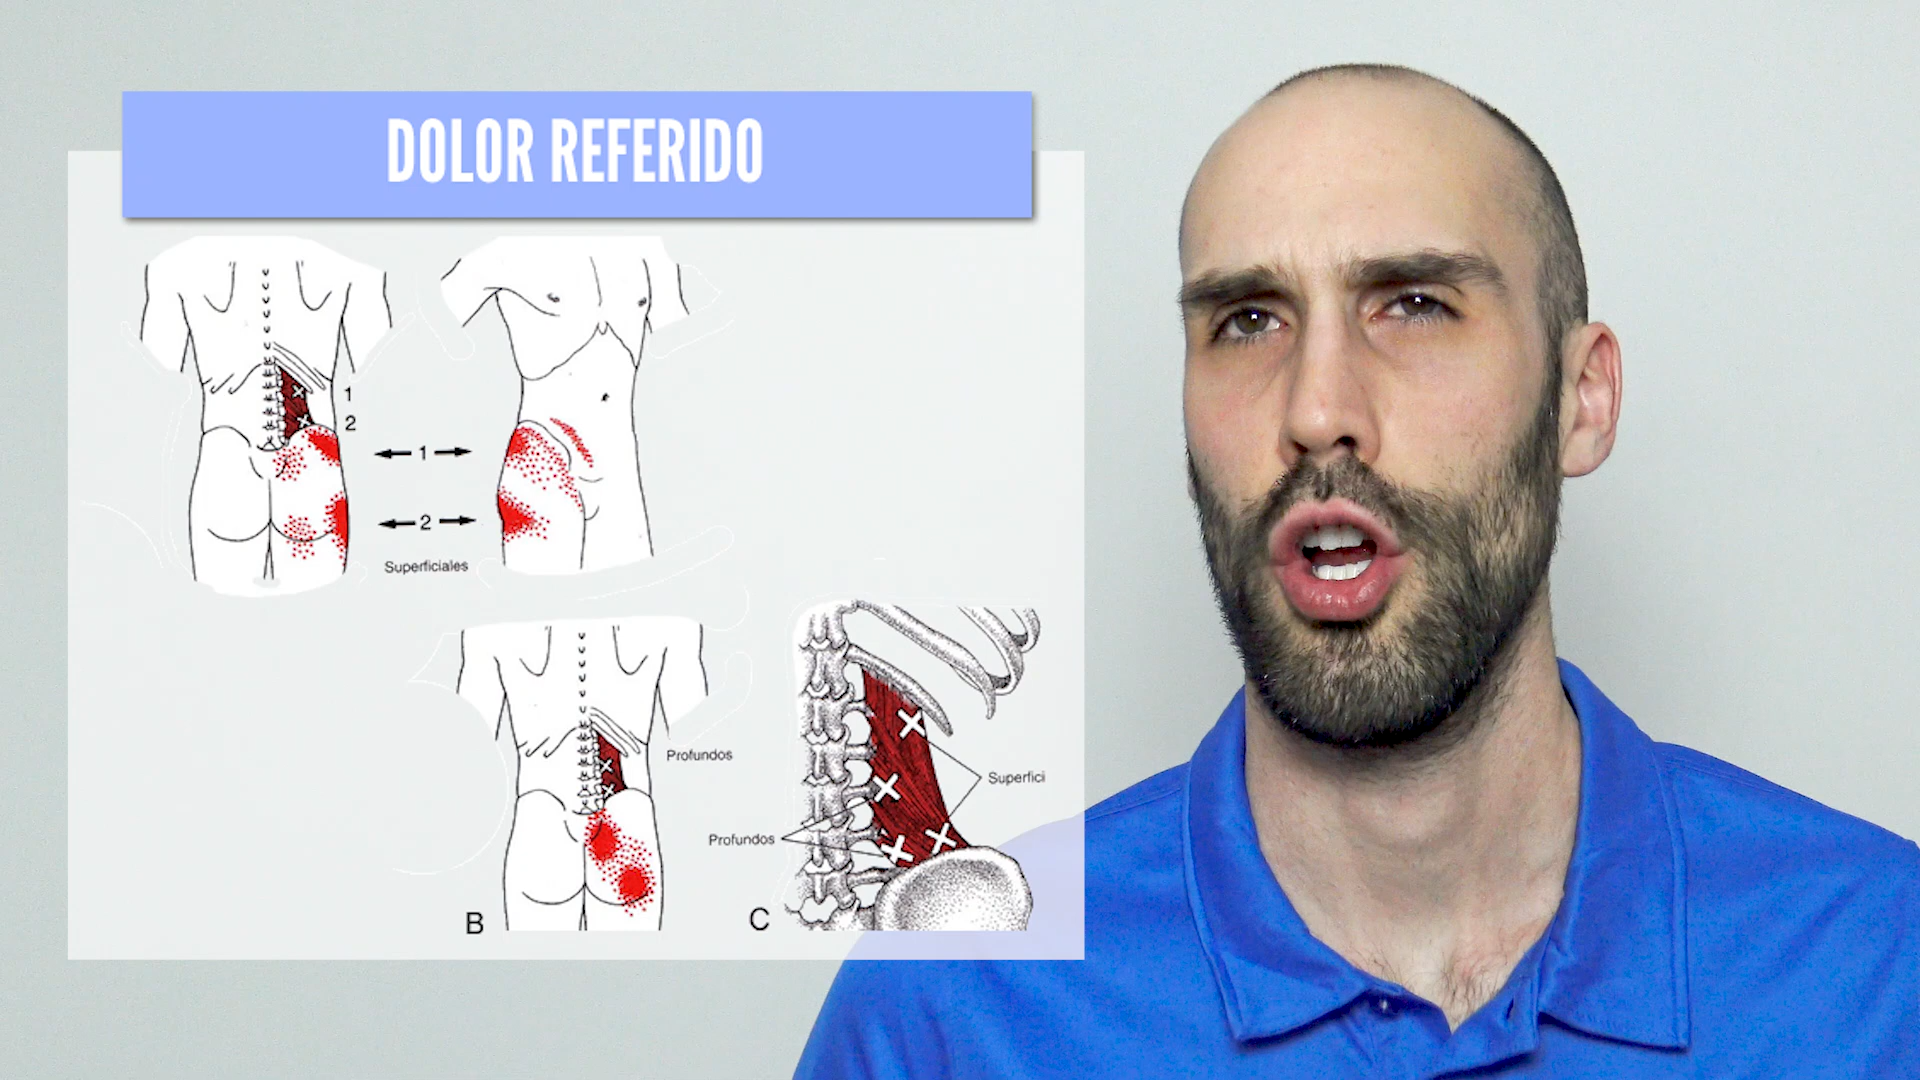 DOLOR REFERIDO
1
2
1
2
Superficiales
Profundos
Superfici
Profundos
B
C